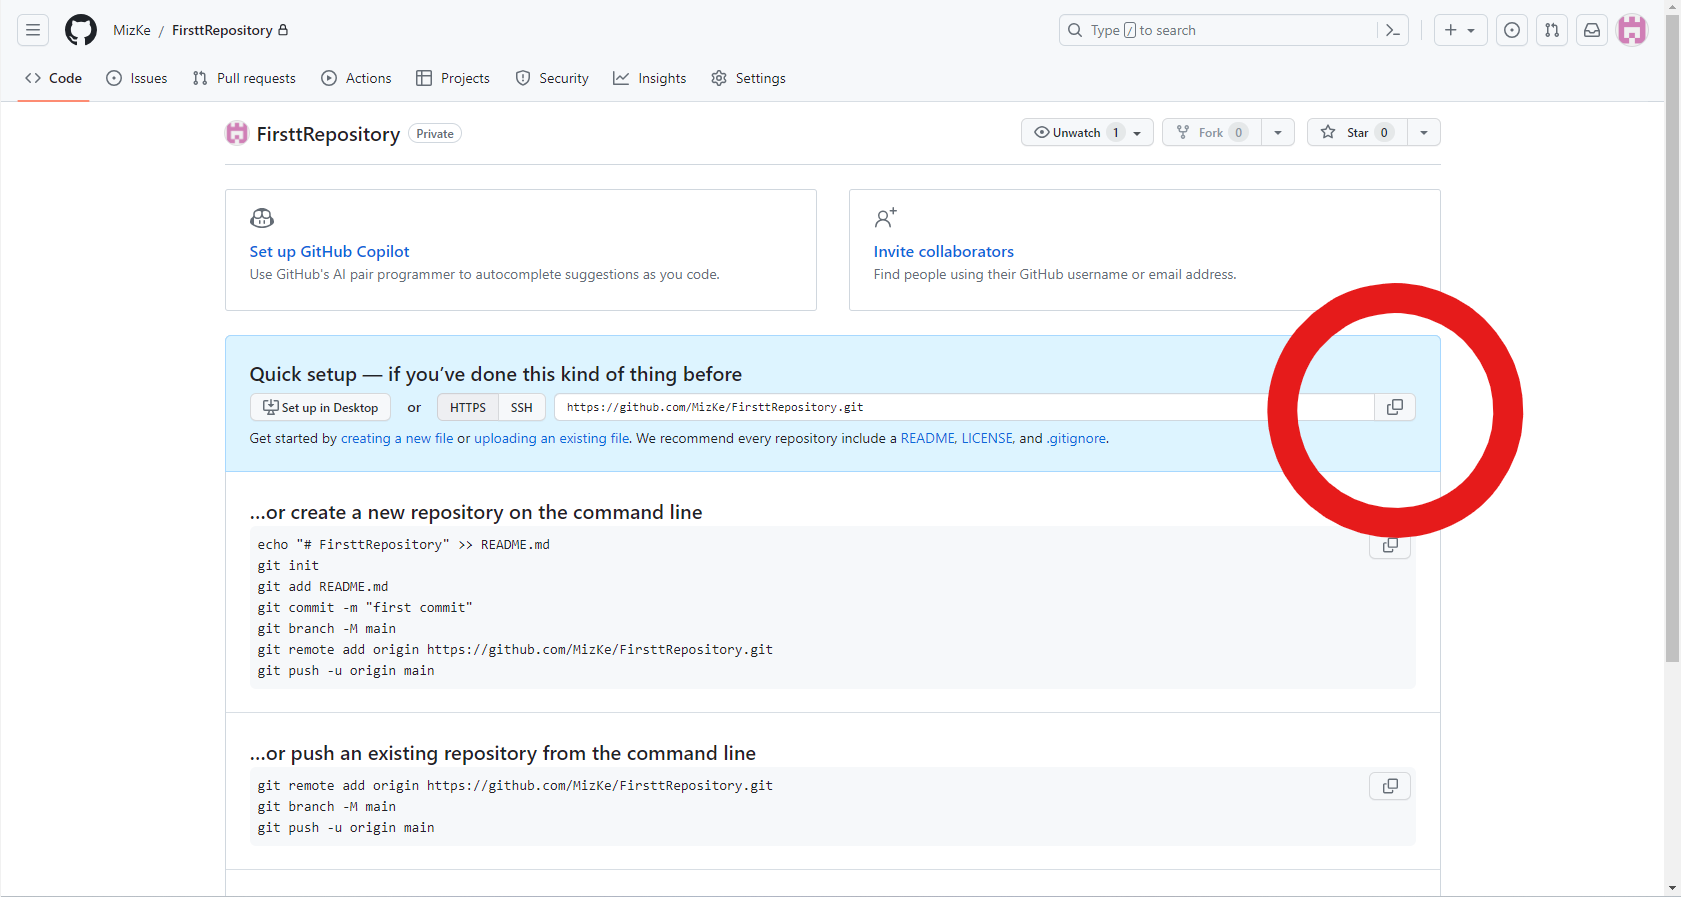 MizKe / FirsttRepository
Type / to search
Code Issues Pull requests Actions Projects Security Insights Settings
FirsttRepository Private
Unwatch 1 Fork 0 Star 0
Set up GitHub Copilot
Use GitHub's AI pair programmer to autocomplete suggestions as you code.
Invite collaborators
Find people using their GitHub username or email address.
Quick setup — if you’ve done this kind of thing before
Set up in Desktop or HTTPS SSH https://github.com/MizKe/FirsttRepository.git
Get started by creating a new file or uploading an existing file. We recommend every repository include a README, LICENSE, and .gitignore.
…or create a new repository on the command line
echo "# FirsttRepository" >> README.md
git init
git add README.md
git commit -m "first commit"
git branch -M main
git remote add origin https://github.com/MizKe/FirsttRepository.git
git push -u origin main
…or push an existing repository from the command line
git remote add origin https://github.com/MizKe/FirsttRepository.git
git branch -M main
git push -u origin main